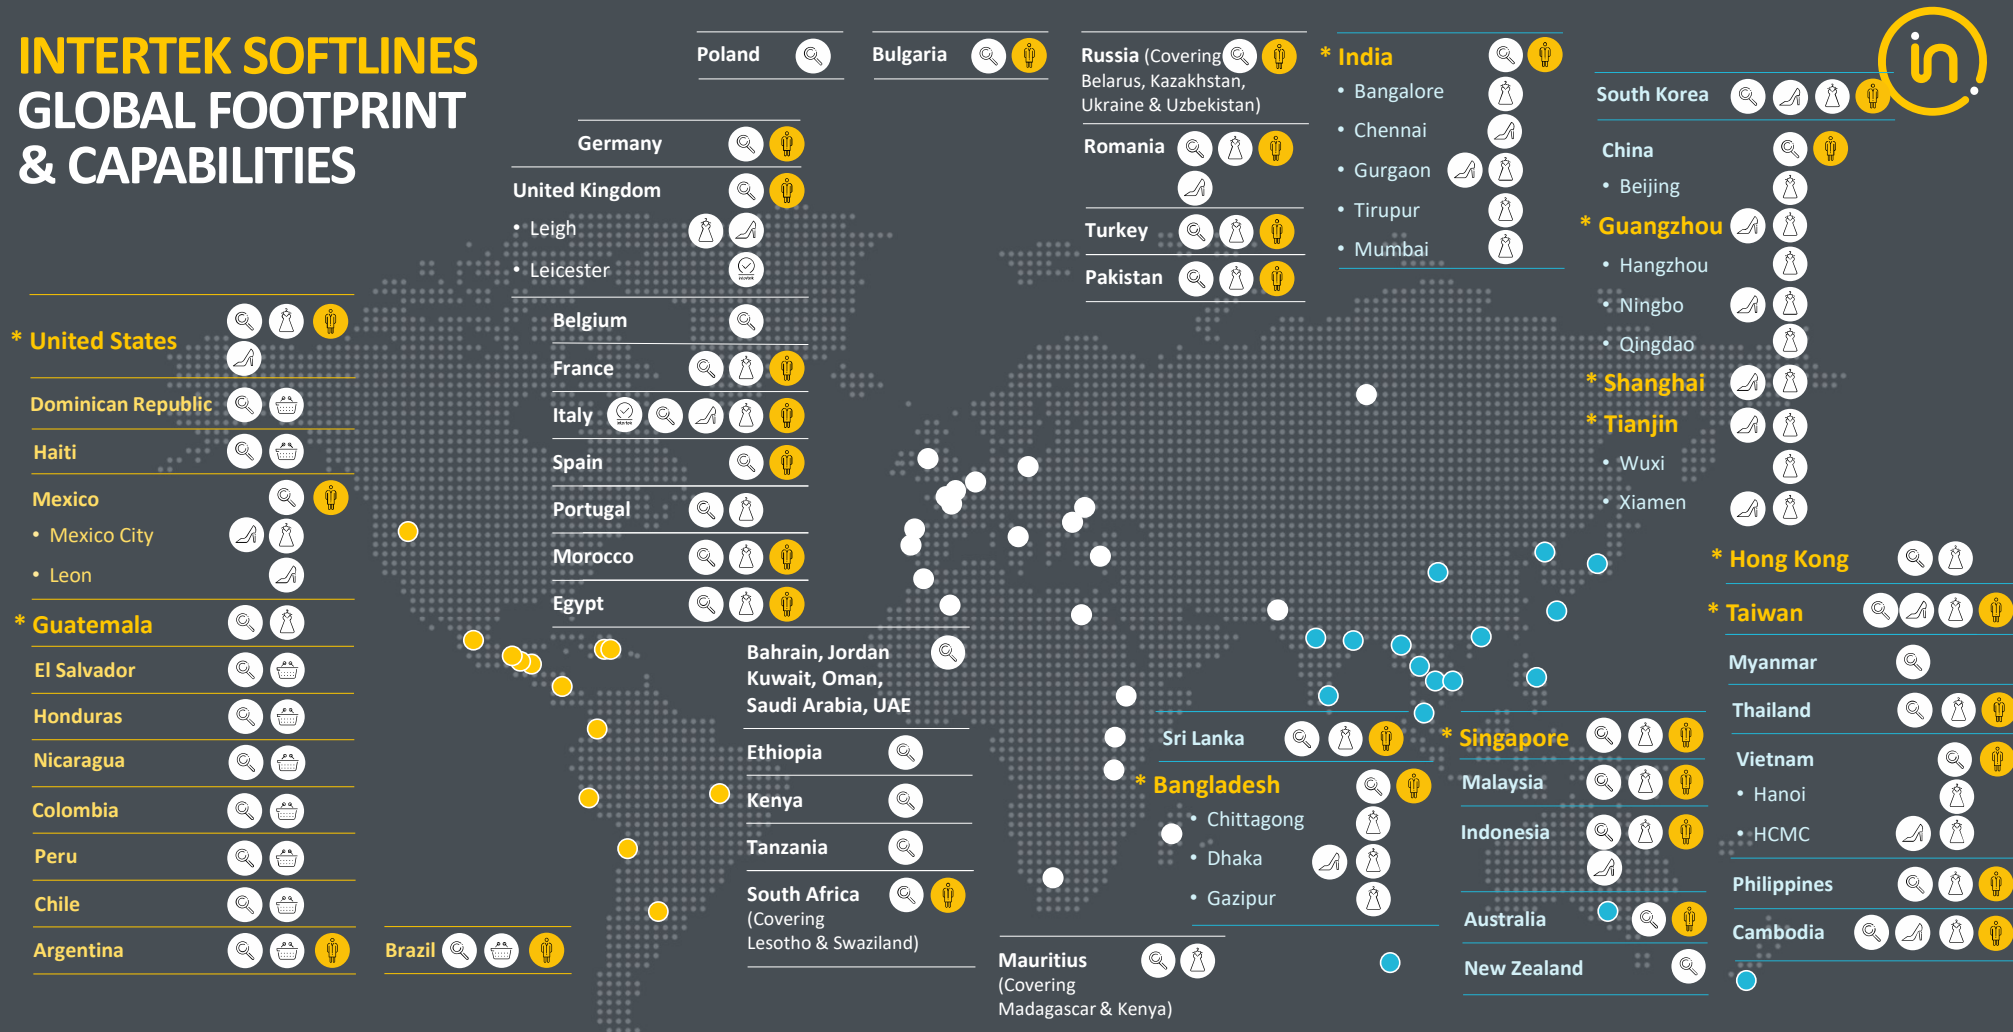 INTERTEK SOFTLINES
GLOBAL FOOTPRINT
& CAPABILITIES
in
* United States
Dominican Republic
Haiti
Mexico
• Mexico City
• Leon
* Guatemala
El Salvador
Honduras
Nicaragua
Colombia
Peru
Chile
Argentina
Brazil
Poland
Bulgaria
Germany
United Kingdom
• Leigh
• Leicester
Belgium
France
Italy
Spain
Portugal
Morocco
Egypt
Bahrain, Jordan
Kuwait, Oman,
Saudi Arabia, UAE
Ethiopia
Kenya
Tanzania
South Africa
(Covering
Lesotho & Swaziland)
Mauritius
(Covering
Madagascar & Kenya)
Russia (Covering
Belarus, Kazakhstan,
Ukraine & Uzbekistan)
Romania
Turkey
Pakistan
* India
• Bangalore
• Chennai
• Gurgaon
• Tirupur
• Mumbai
Sri Lanka
* Bangladesh
• Chittagong
• Dhaka
• Gazipur
* Singapore
Malaysia
Indonesia
Australia
New Zealand
South Korea
China
• Beijing
* Guangzhou
• Hangzhou
• Ningbo
• Qingdao
* Shanghai
* Tianjin
• Wuxi
• Xiamen
* Hong Kong
* Taiwan
Myanmar
Thailand
Vietnam
• Hanoi
• HCMC
Philippines
Cambodia